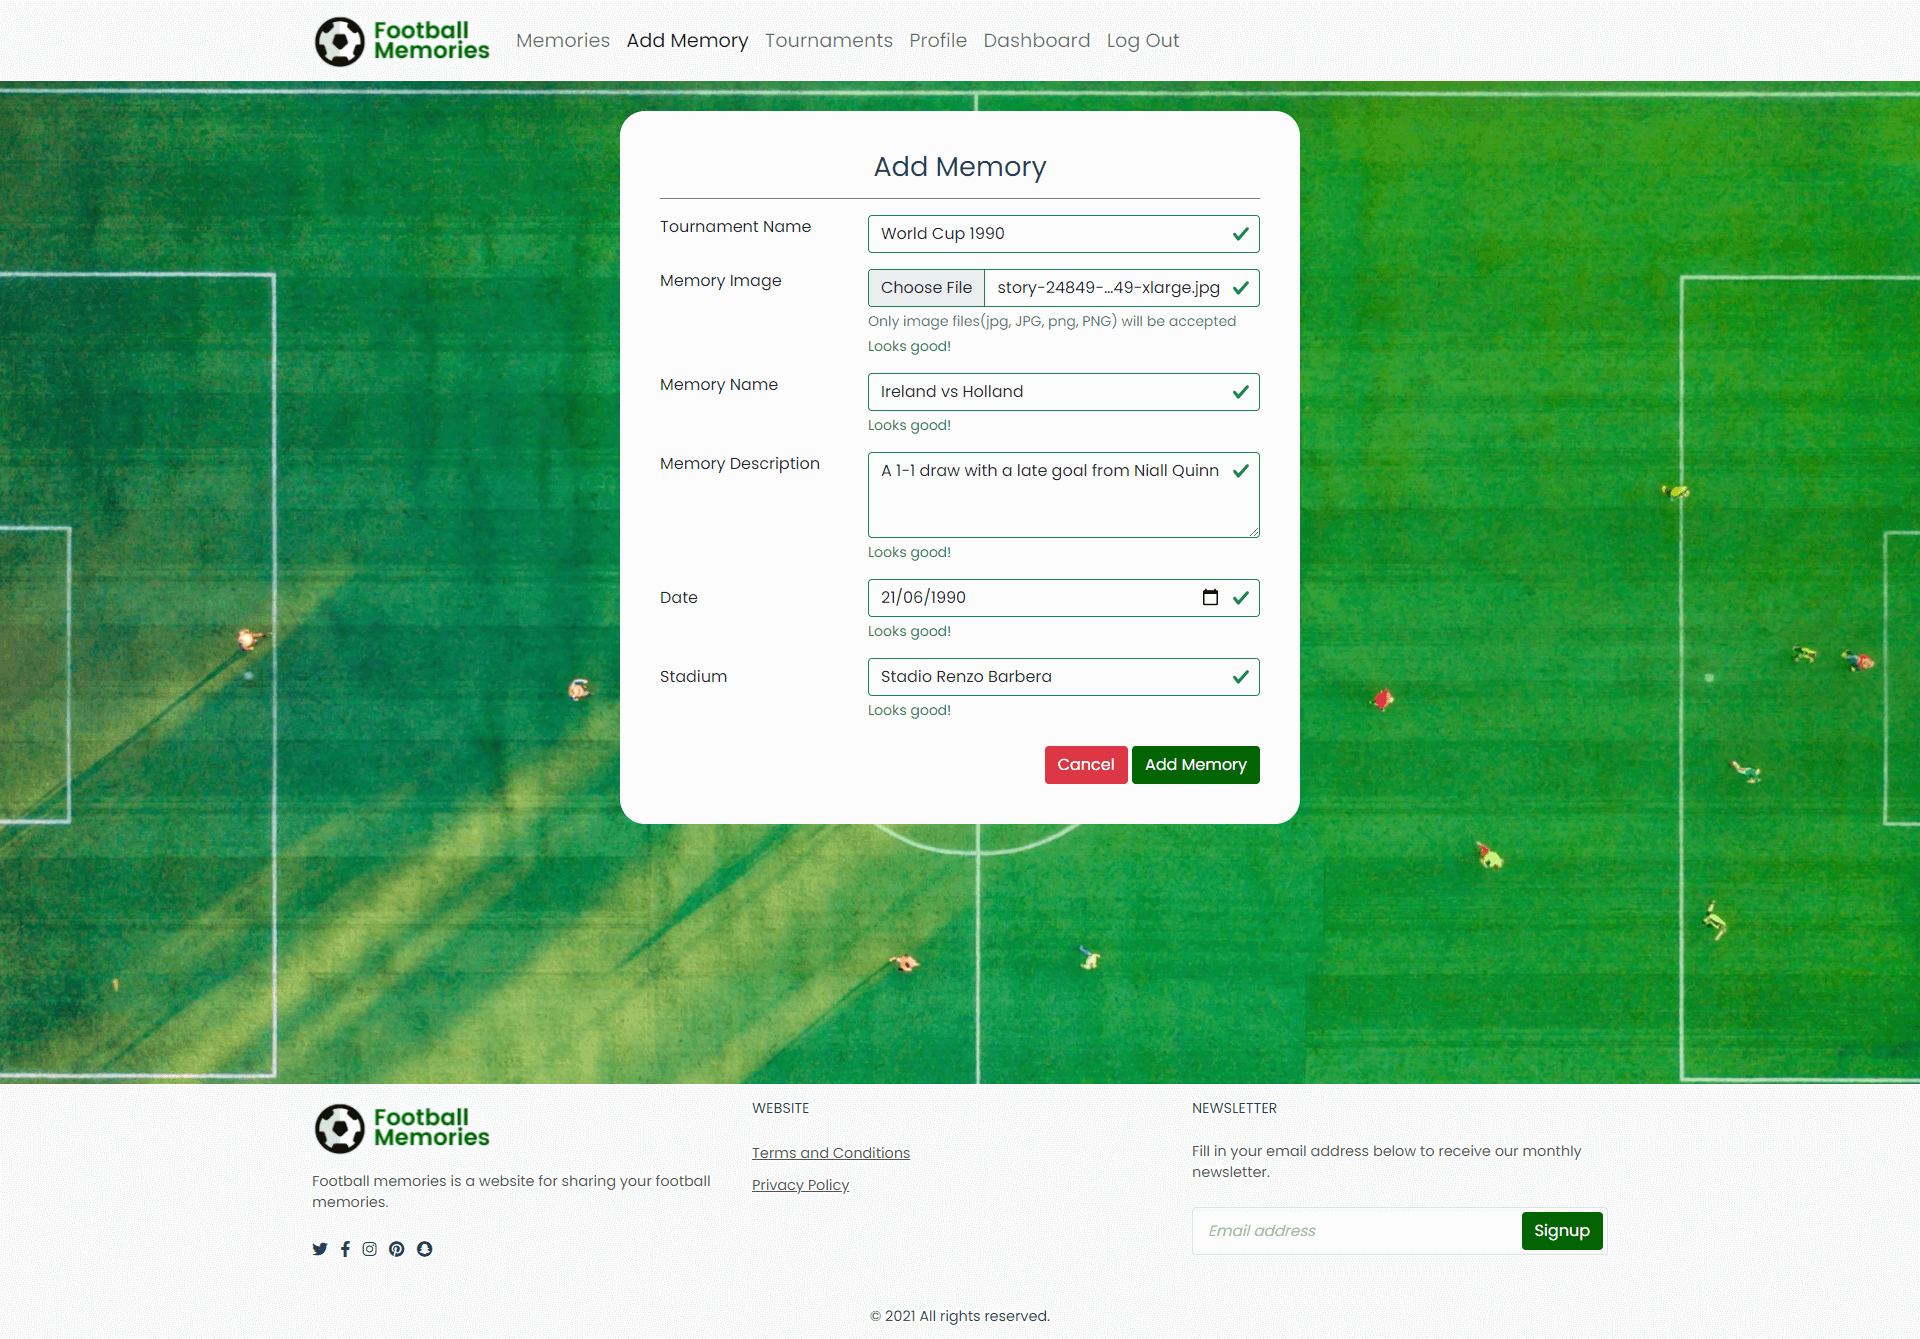 Football
Memories
Memories Add Memory Tournaments Profile Dashboard Log Out
Add Memory
Tournament Name
World Cup 1990
Memory Image
Choose File story-24849-...49-xlarge.jpg
Only image files(jpg, JPG, png, PNG) will be accepted
Looks good!
Memory Name
Ireland vs Holland
Looks good!
Memory Description
A 1-1 draw with a late goal from Niall Quinn
Looks good!
Date
21/06/1990
Looks good!
Stadium
Stadio Renzo Barbera
Looks good!
Cancel Add Memory
Football
Memories
Football memories is a website for sharing your football
memories.
WEBSITE
Terms and Conditions
Privacy Policy
NEWSLETTER
Fill in your email address below to receive our monthly
newsletter.
Email address Signup
© 2021 All rights reserved.